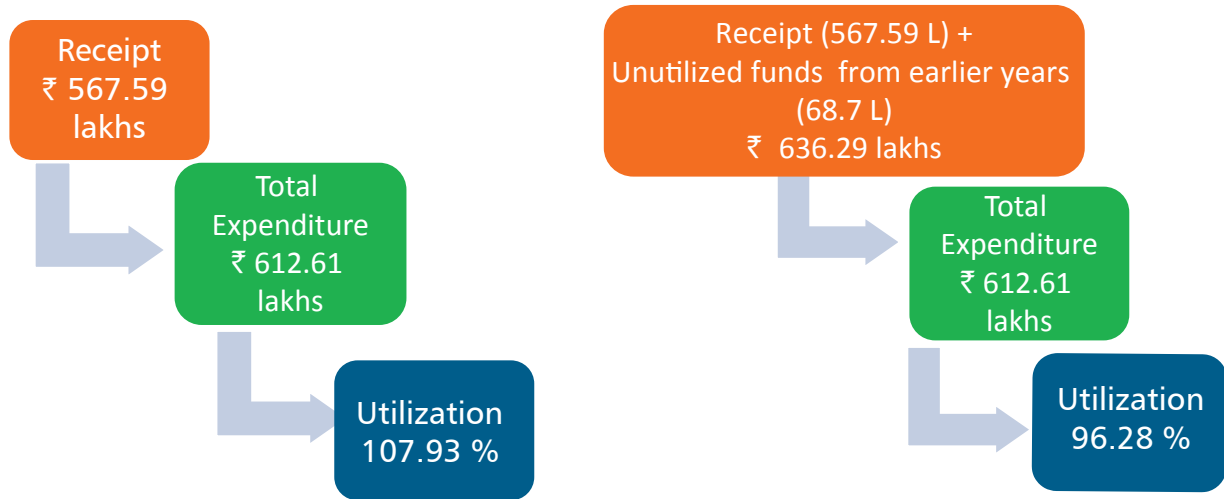 Receipt
₹ 567.59
lakhs
Total
Expenditure
₹ 612.61
lakhs
Utilization
107.93 %
Receipt (567.59 L) +
Unutilized funds from earlier years
(68.7 L)
₹ 636.29 lakhs
Total
Expenditure
₹ 612.61
lakhs
Utilization
96.28 %